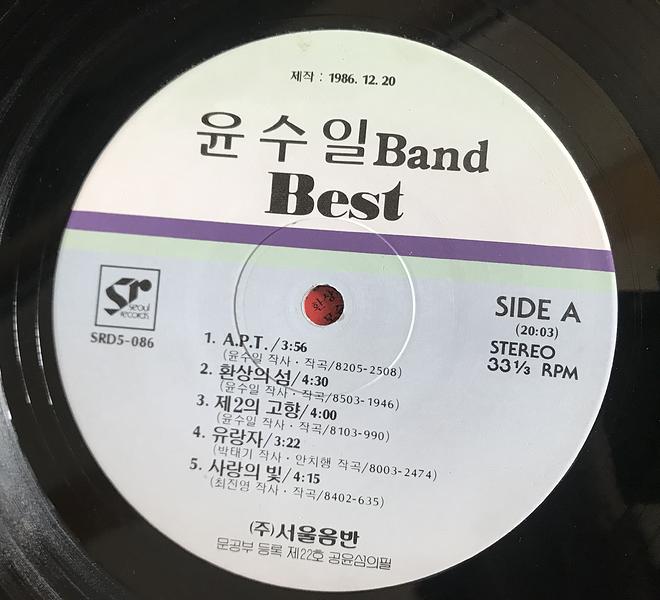 제작 : 1986. 12. 20
윤수일 Band
Best
sr seoul records
SRD5-086
SIDE A
(20:03)
STEREO
33 1/3 RPM
1. A.P.T./3:56
(윤수일 작사·작곡/8205-2508)
2. 환상의 섬/4:30
(윤수일 작사·작곡/8503-1946)
3. 제2의 고향/4:00
(윤수일 작사·작곡/8103-990)
4. 유랑자/3:22
(박태기 작사·안치행 작곡/8003-2474)
5. 사랑의 빛/4:15
(최진영 작사·작곡/8402-635)
(주)서울음반
문공부 등록 제22호 공윤심의필